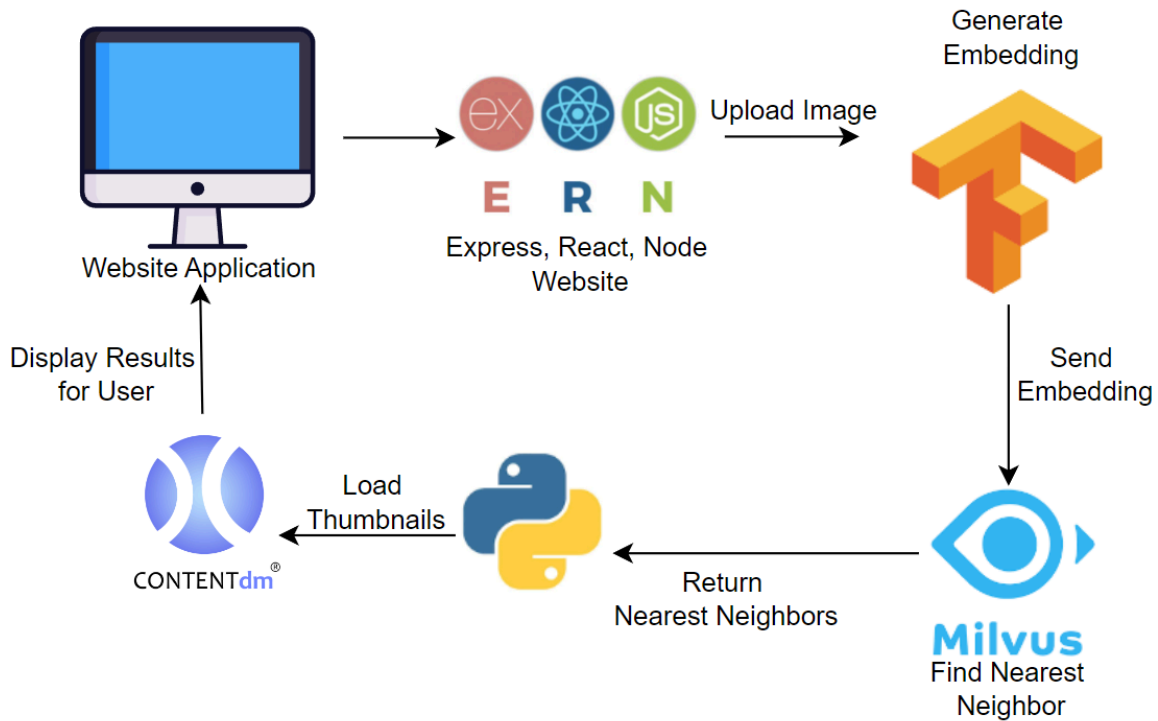 Generate
Embedding
ex
JS
Upload Image
E R N
Express, React, Node
Website
Website Application
Send
Embedding
Display Results
for User
Load
Thumbnails
CONTENTdm®
Return
Nearest Neighbors
Milvus
Find Nearest
Neighbor